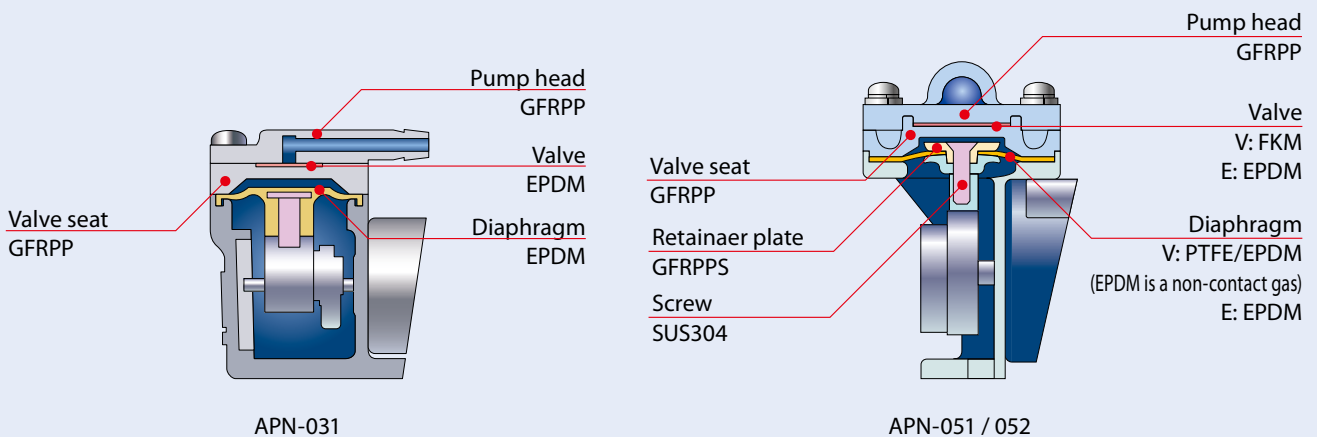 Pump head
GFRPP
Valve
EPDM
Valve seat
GFRPP
Diaphragm
EPDM
APN-031
Pump head
GFRPP
Valve
V: FKM
E: EPDM
Valve seat
GFRPP
Retainaer plate
GFRPPS
Screw
SUS304
Diaphragm
V: PTFE/EPDM
(EPDM is a non-contact gas)
E: EPDM
APN-051 / 052